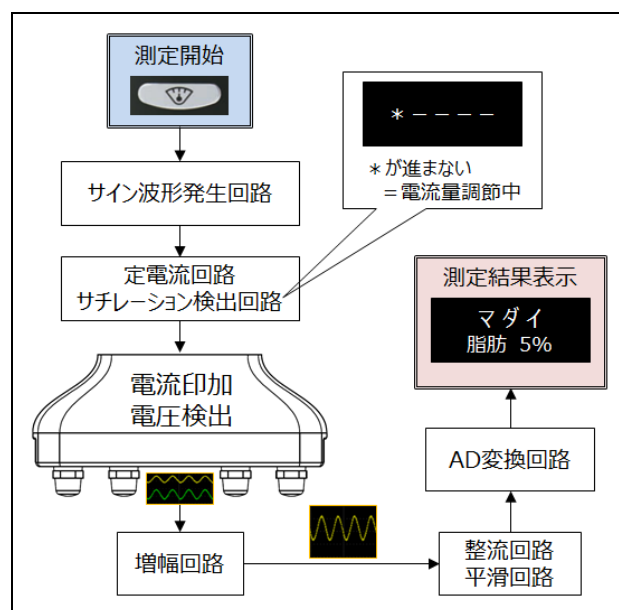 測定開始
サイン波形発生回路
定電流回路
サチレーション検出回路
*----
*が進まない
=電流量調節中
電流印加
電圧検出
増幅回路
整流回路
平滑回路
AD変換回路
測定結果表示
マダイ
脂肪 5%